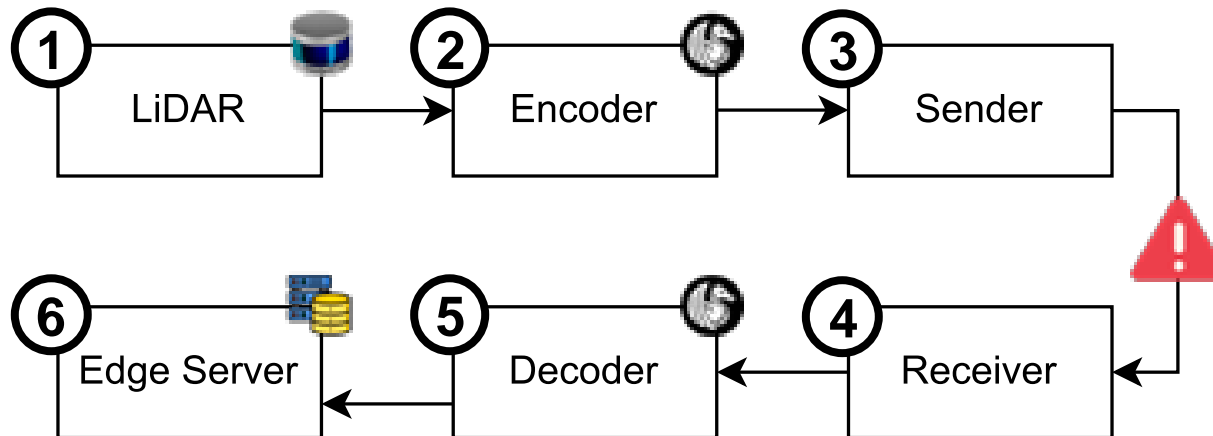 1
LiDAR
2
Encoder
3
Sender
6
Edge Server
5
Decoder
4
Receiver